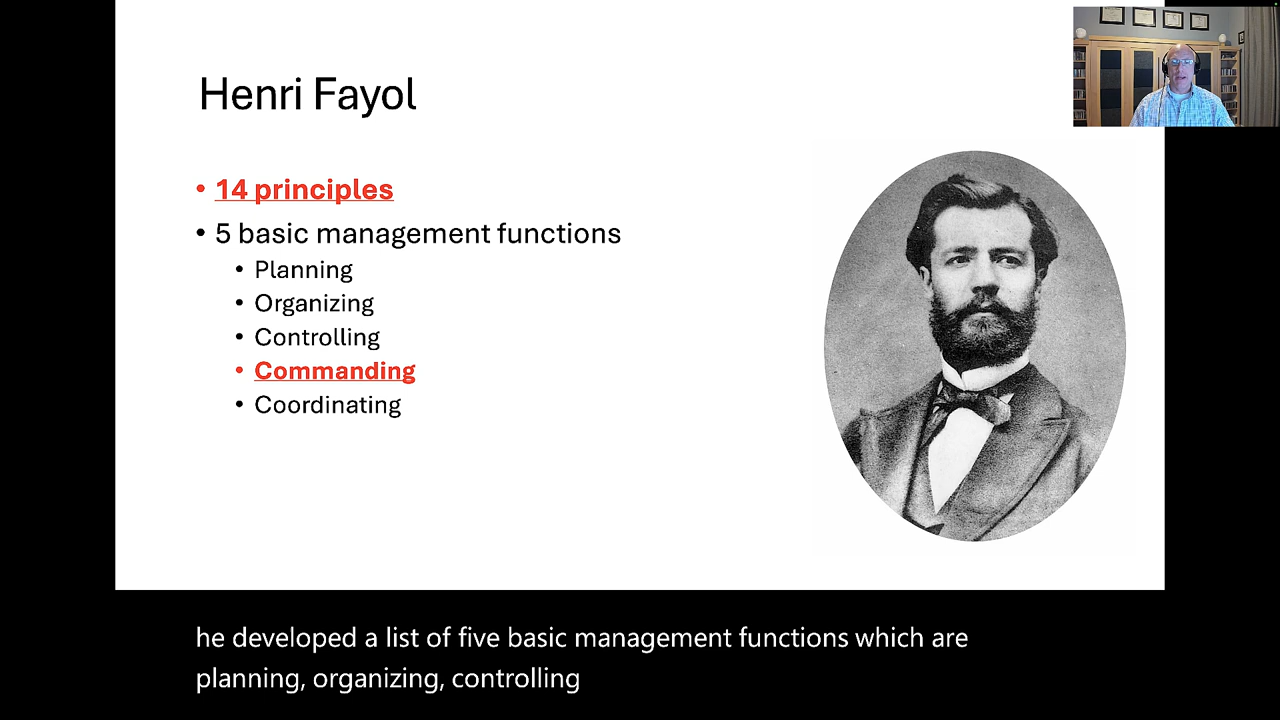 Henri Fayol
• 14 principles
• 5 basic management functions
• Planning
• Organizing
• Controlling
• Commanding
• Coordinating
he developed a list of five basic management functions which are
planning, organizing, controlling